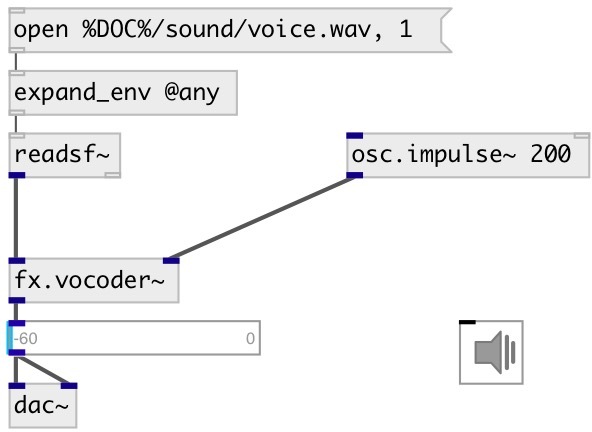 open %DOC%/sound/voice.wav, 1
expand_env @any
readsf~
osc.impulse~ 200
fx.vocoder~
-60 0
dac~